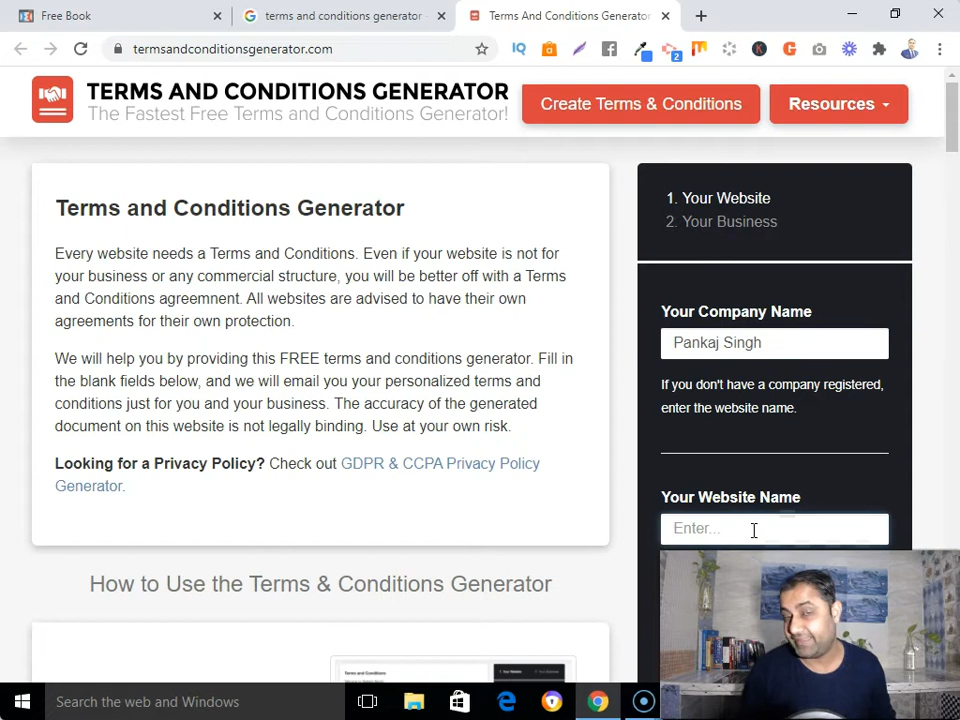 Free Book
terms and conditions generator -
Terms And Conditions Generator
termsandconditionsgenerator.com
2
TERMS AND CONDITIONS GENERATOR
The Fastest Free Terms and Conditions Generator!
Create Terms & Conditions
Resources
Terms and Conditions Generator
Every website needs a Terms and Conditions. Even if your website is not for
your business or any commercial structure, you will be better off with a Terms
and Conditions agreemnent. All websites are advised to have their own
agreements for their own protection.
We will help you by providing this FREE terms and conditions generator. Fill in
the blank fields below, and we will email you your personalized terms and
conditions just for you and your business. The accuracy of the generated
document on this website is not legally binding. Use at your own risk.
Looking for a Privacy Policy? Check out GDPR & CCPA Privacy Policy
Generator.
How to Use the Terms & Conditions Generator
Terms and Conditions
1. Your Website
2. Your Business
Your Company Name
Pankaj Singh
If you don't have a company registered,
enter the website name.
Your Website Name
Enter...
Search the web and Windows